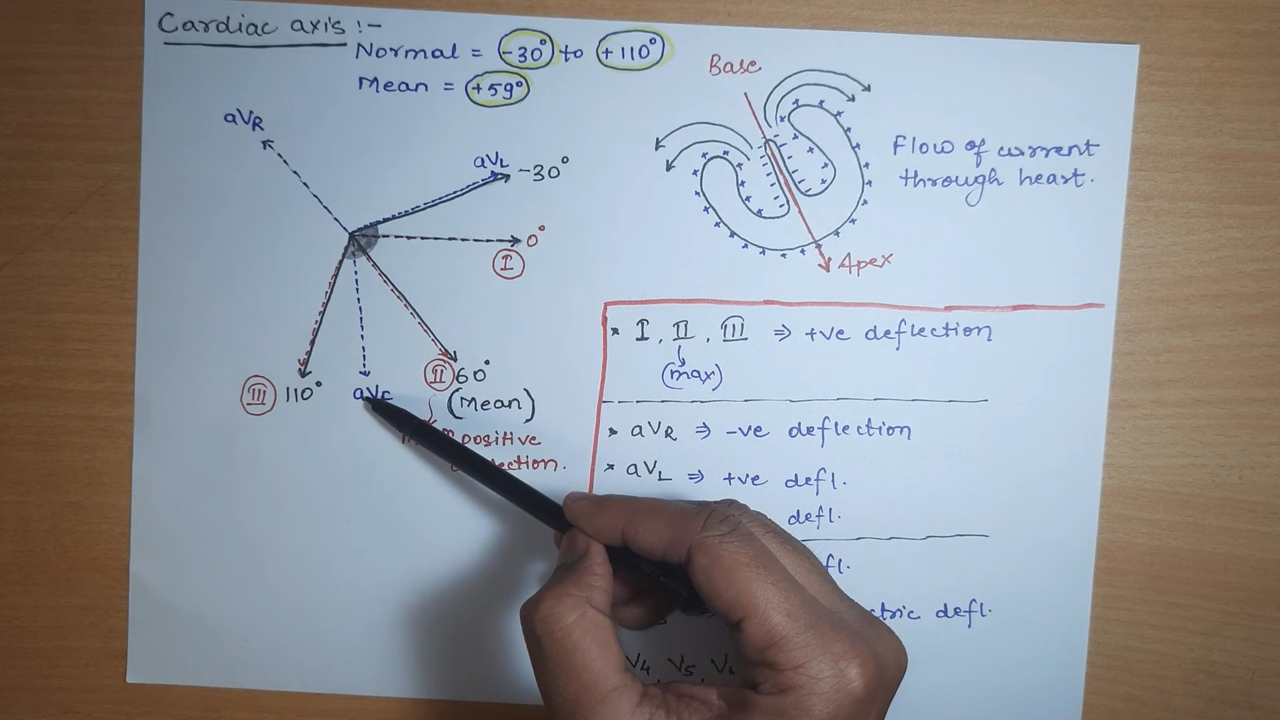 Cardiac axis :-
Normal = -30° to +110°
Mean = +59°
aVR
aVL -30°
0°
I
III 110°
aVF
II 60°
(Mean)
positive
Base
Flow of current
through heart.
Apex
* I, II, III ⇒ +ve deflection
(max)
* aVR ⇒ -ve deflection
* aVL ⇒ +ve defl.
defl.
defl.
V4, V5,